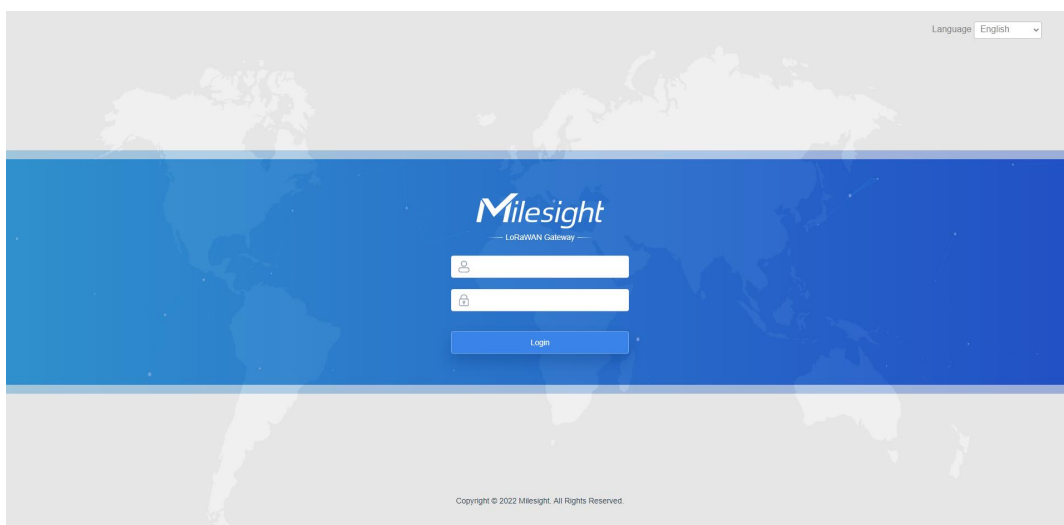 Language English
Milesight
LoRaWAN Gateway
Login
Copyright © 2022 Milesight. All Rights Reserved.